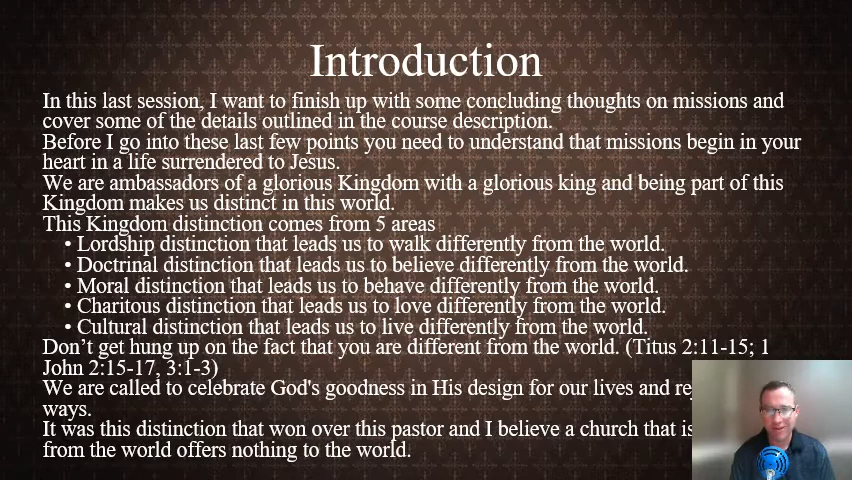 Introduction
In this last session, I want to finish up with some concluding thoughts on missions and
cover some of the details outlined in the course description.
Before I go into these last few points you need to understand that missions begin in your
heart in a life surrendered to Jesus.
We are ambassadors of a glorious Kingdom with a glorious king and being part of this
Kingdom makes us distinct in this world.
This Kingdom distinction comes from 5 areas
• Lordship distinction that leads us to walk differently from the world.
• Doctrinal distinction that leads us to believe differently from the world.
• Moral distinction that leads us to behave differently from the world.
• Charitous distinction that leads us to love differently from the world.
• Cultural distinction that leads us to live differently from the world.
Don’t get hung up on the fact that you are different from the world. (Titus 2:11-15; 1
John 2:15-17, 3:1-3)
We are called to celebrate God's goodness in His design for our lives and
ways.
It was this distinction that won over this pastor and I believe a church that is
from the world offers nothing to the world.